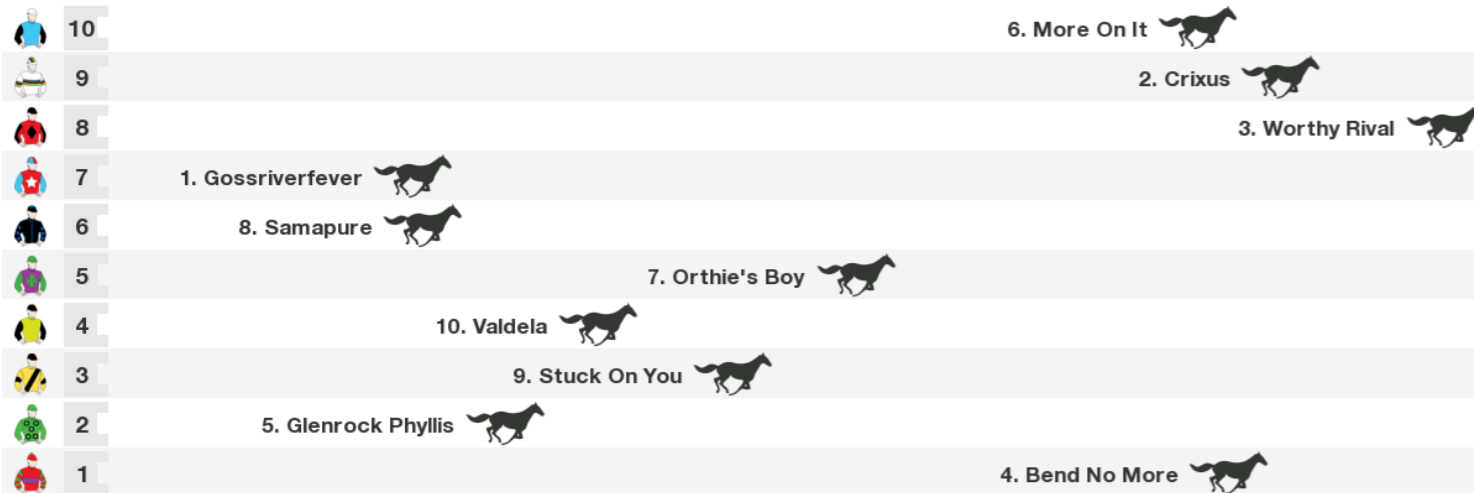 10 6. More On It
9 2. Crixus
8 3. Worthy Rival
7 1. Gossriverfever
6 8. Samapure
5 7. Orthie's Boy
4 10. Valdela
3 9. Stuck On You
2 5. Glenrock Phyllis
1 4. Bend No More